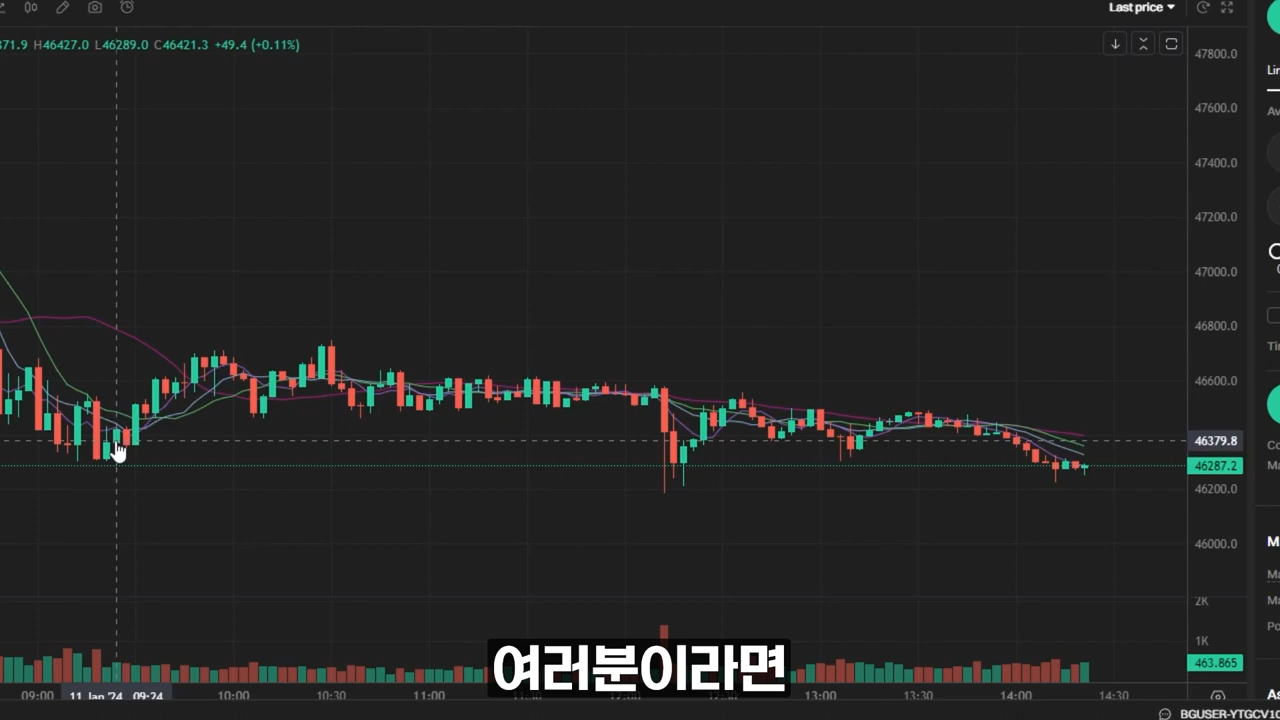 Last price
371.9 H46427.0 L46289.0 C46421.3 +49.4 (+0.11%)
47800.0
47600.0
47400.0
47200.0
47000.0
46800.0
46600.0
46379.8
46287.2
46200.0
46000.0
2K
1K
463.865
여러분이라면
09:00 11 Jan '24 09:24 10:00 10:30 11:00 13:00 13:30 14:00 14:30
BGUSER-YTGCV10